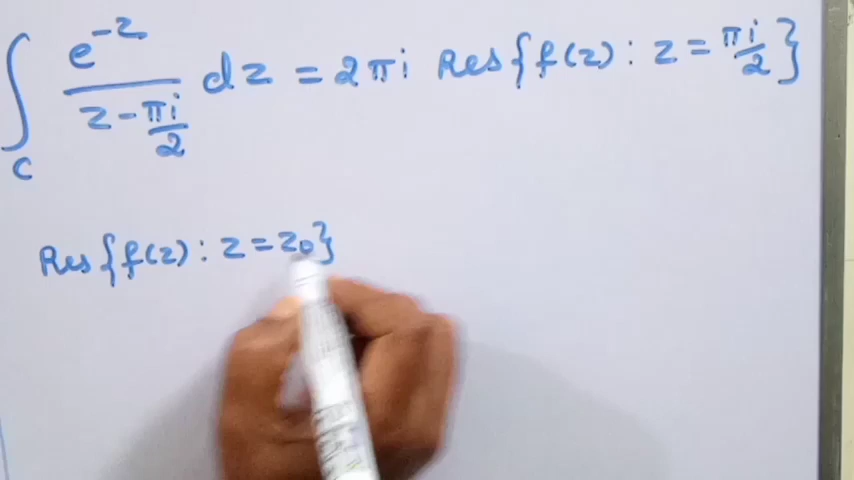 ∫_C e^{-z} / (z - πi/2) dz = 2πi Res{f(z) : z = πi/2}
Res{f(z) : z = z0}